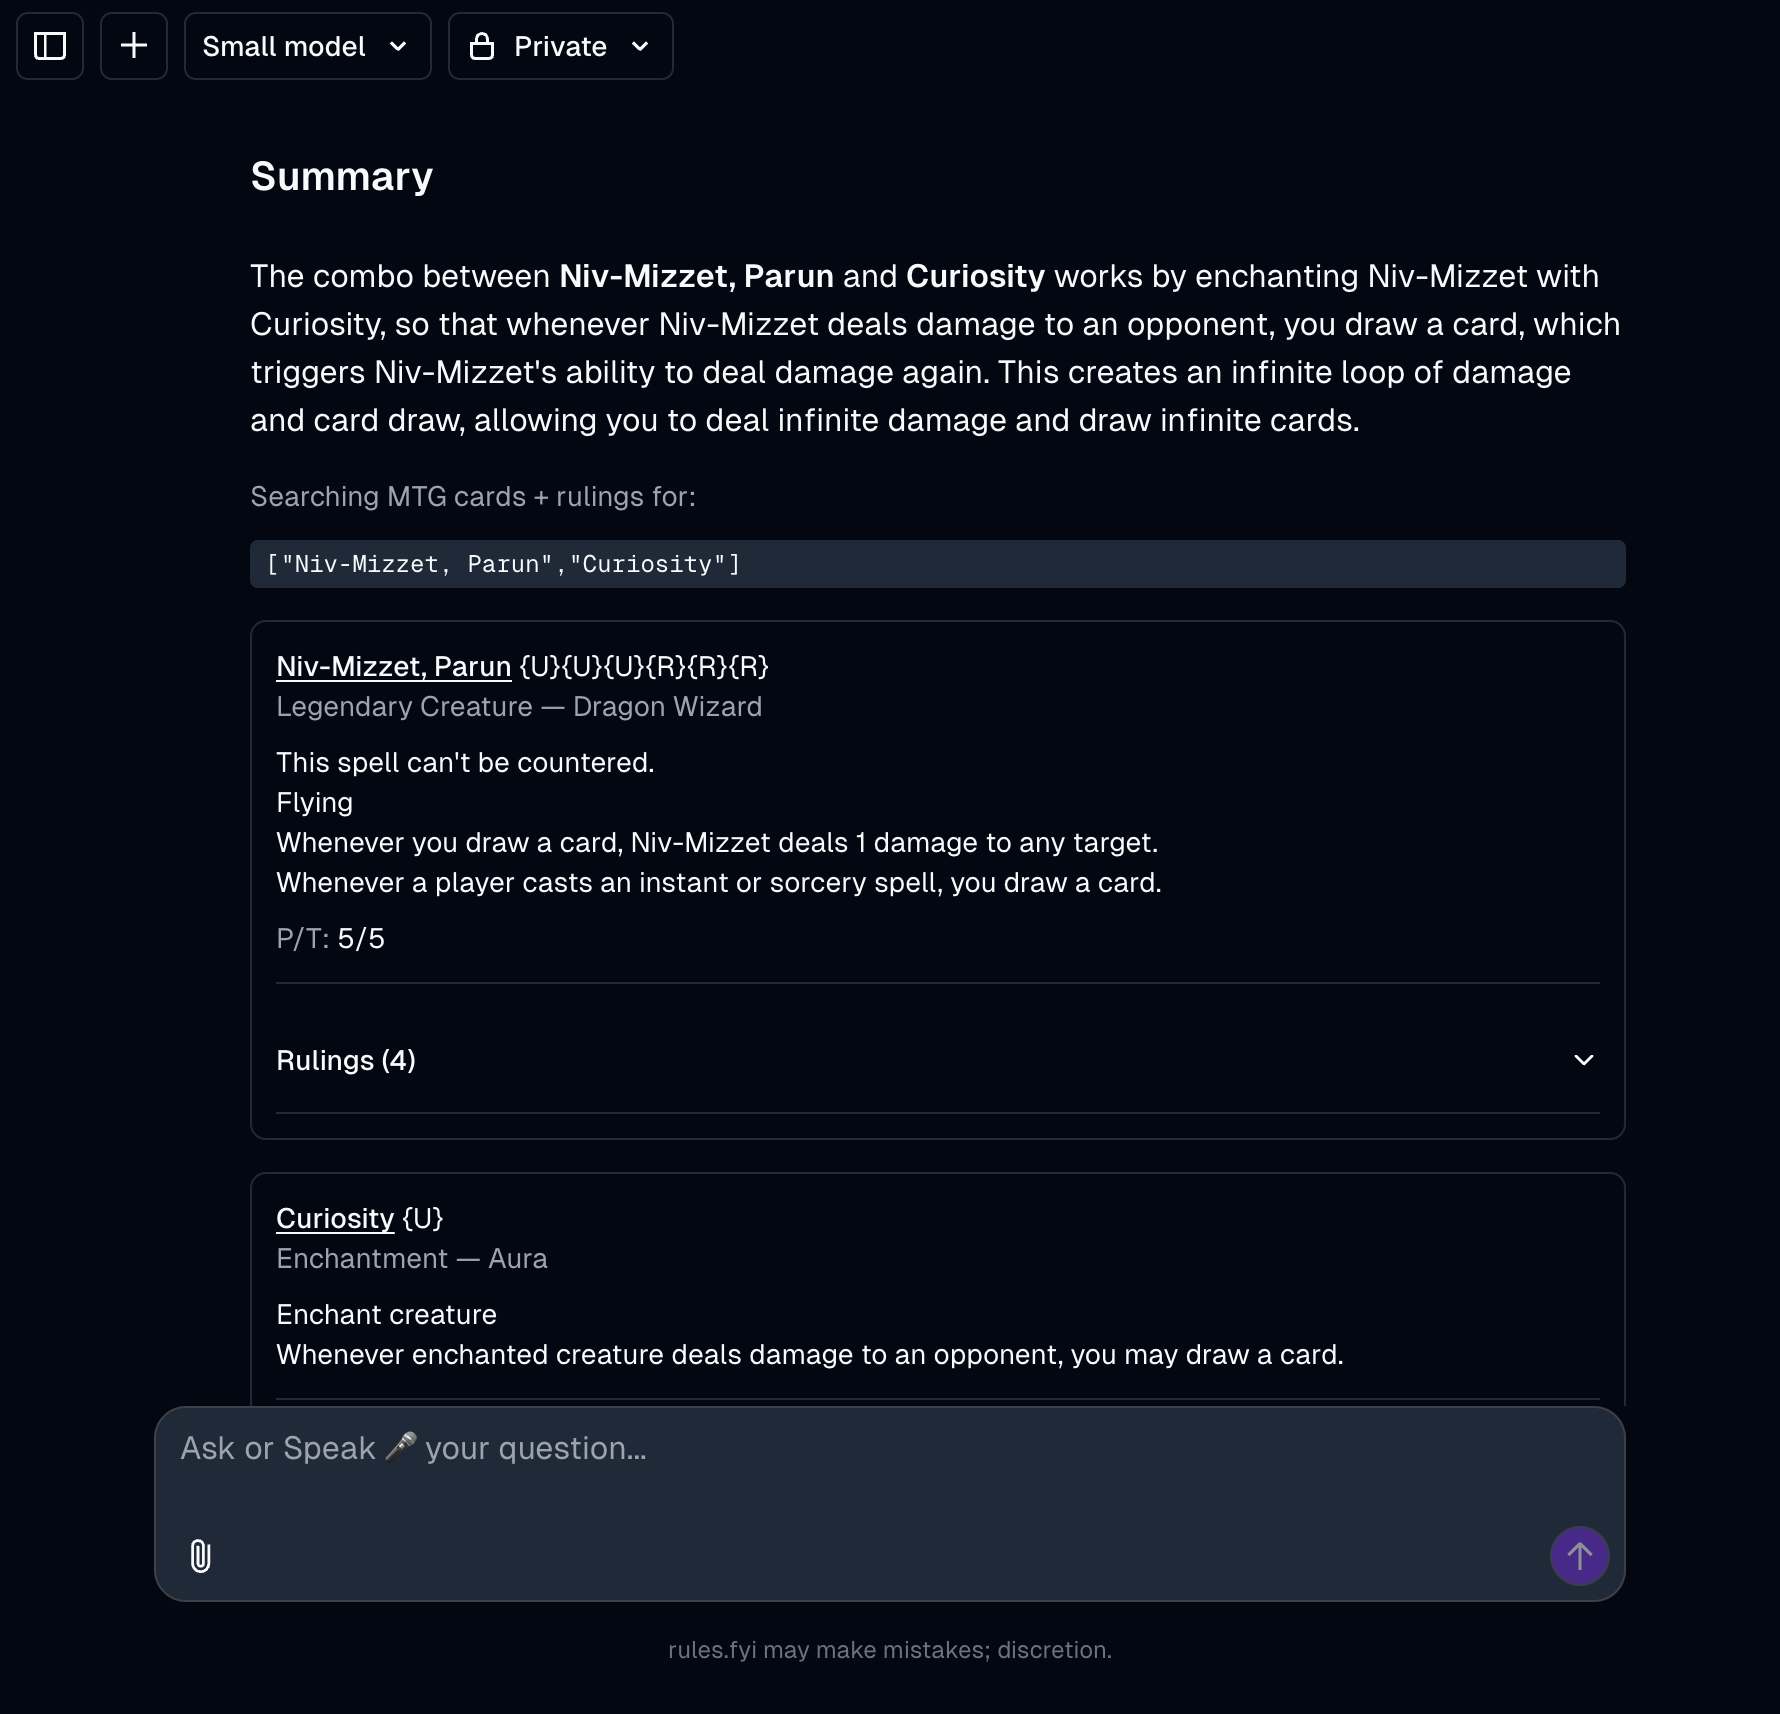 Small model
Private
Summary
The combo between Niv-Mizzet, Parun and Curiosity works by enchanting Niv-Mizzet with
Curiosity, so that whenever Niv-Mizzet deals damage to an opponent, you draw a card, which
triggers Niv-Mizzet's ability to deal damage again. This creates an infinite loop of damage
and card draw, allowing you to deal infinite damage and draw infinite cards.
Searching MTG cards + rulings for:
["Niv-Mizzet, Parun","Curiosity"]
Niv-Mizzet, Parun {U}{U}{U}{R}{R}{R}
Legendary Creature — Dragon Wizard
This spell can't be countered.
Flying
Whenever you draw a card, Niv-Mizzet deals 1 damage to any target.
Whenever a player casts an instant or sorcery spell, you draw a card.
P/T: 5/5
Rulings (4)
Curiosity {U}
Enchantment — Aura
Enchant creature
Whenever enchanted creature deals damage to an opponent, you may draw a card.
Ask or Speak 🎤 your question...
rules.fyi may make mistakes; discretion.